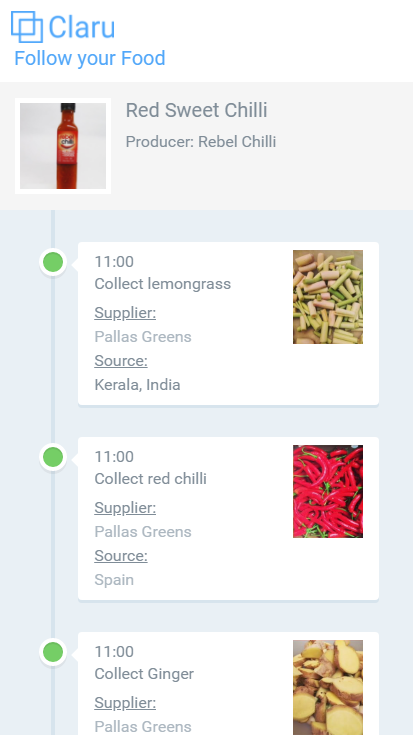 Claru
Follow your Food
Red Sweet Chilli
Producer: Rebel Chilli
chilli
11:00
Collect lemongrass
Supplier:
Pallas Greens
Source:
Kerala, India
11:00
Collect red chilli
Supplier:
Pallas Greens
Source:
Spain
11:00
Collect Ginger
Supplier:
Pallas Greens